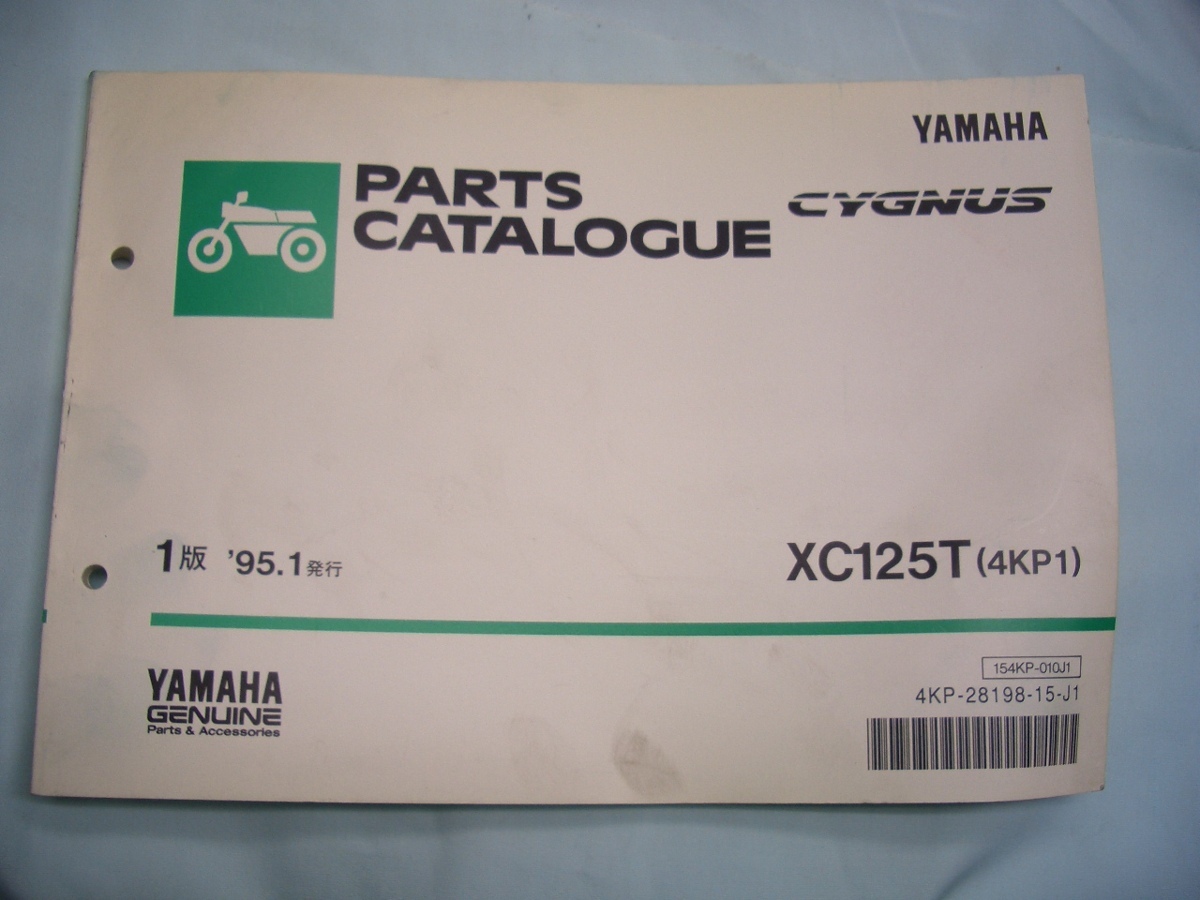 YAMAHA
PARTS
CATALOGUE
CYGNUS
1版 '95.1発行
XC125T (4KP1)
154KP-010J1
4KP-28198-15-J1
YAMAHA
GENUINE
Parts & Accessories